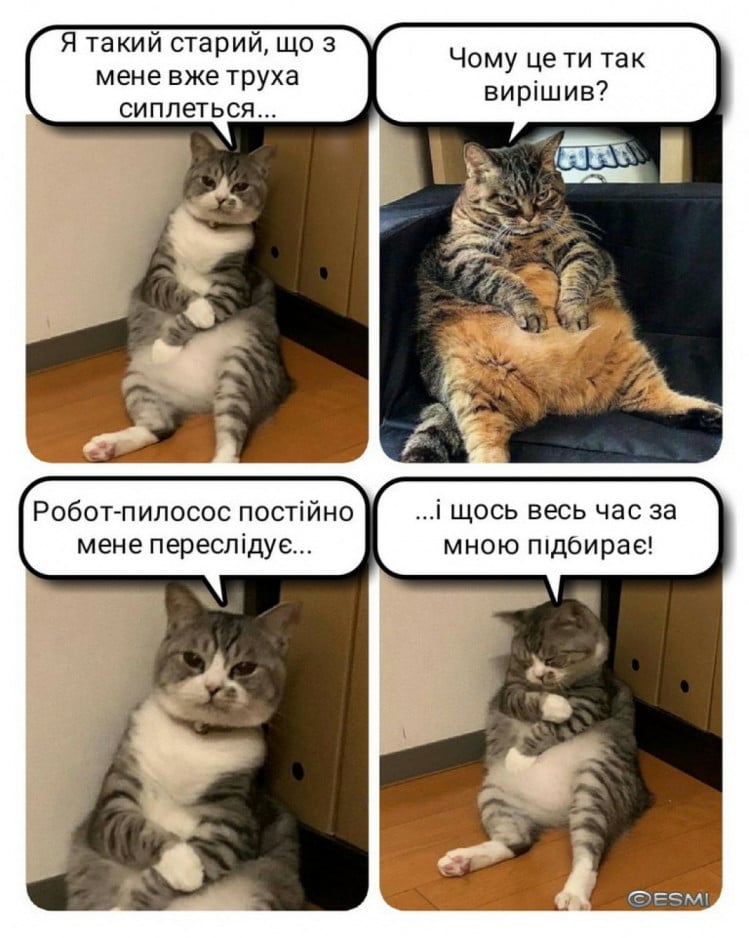 Я такий старий, що з
мене вже труха
сиплеться...
Чому це ти так
вирішив?
Робот-пилосос постійно
мене переслідує...
...і щось весь час за
мною підбирає!
©ESMI